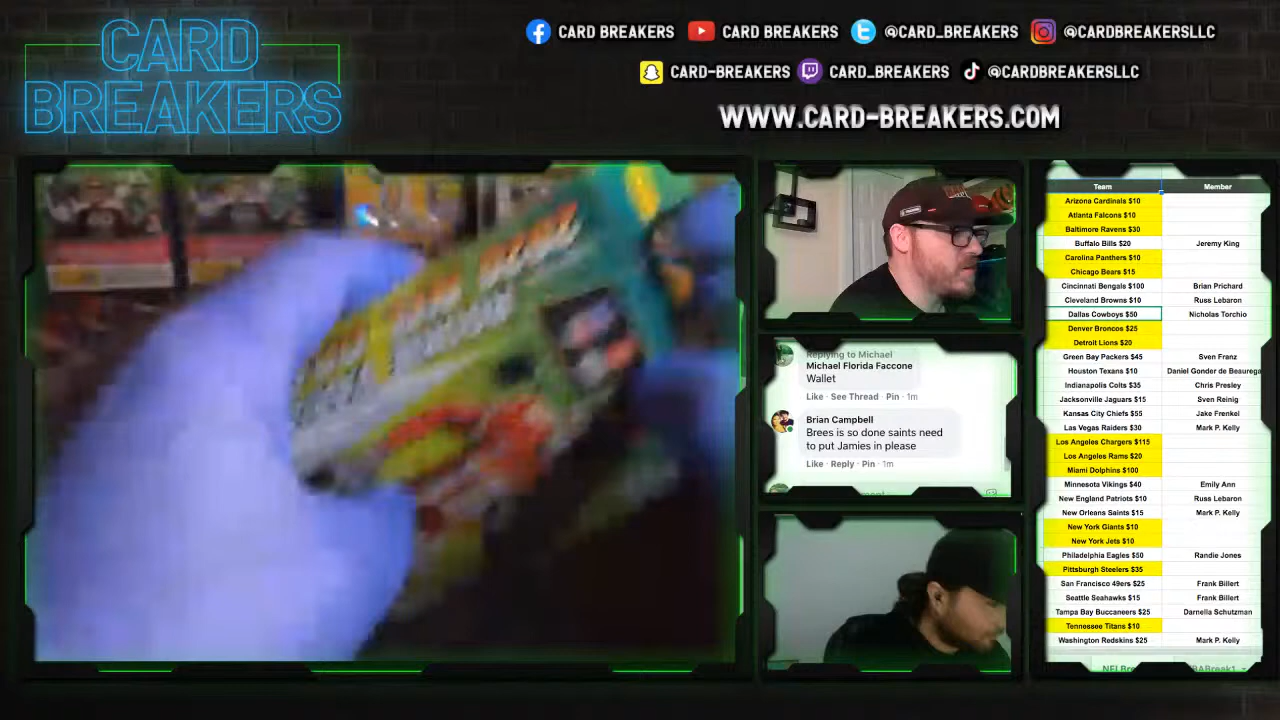 CARD
BREAKERS
CARD BREAKERS CARD BREAKERS @CARD_BREAKERS @CARDBREAKERSLLC
CARD-BREAKERS CARD_BREAKERS @CARDBREAKERSLLC
WWW.CARD-BREAKERS.COM
Replying to Michael
Michael Florida Faccone
Wallet
Like · See Thread · Pin · 1m
Brian Campbell
Brees is so done saints need
to put Jamies in please
Like · Reply · Pin · 1m
Team Member
Arizona Cardinals $10
Atlanta Falcons $10
Baltimore Ravens $30
Buffalo Bills $20 Jeremy King
Carolina Panthers $10
Chicago Bears $15
Cincinnati Bengals $100 Brian Prichard
Cleveland Browns $10 Russ Lebaron
Dallas Cowboys $50 Nicholas Torchio
Denver Broncos $25
Detroit Lions $20
Green Bay Packers $45 Sven Franz
Houston Texans $10 Daniel Gonder de Beaurega
Indianapolis Colts $35 Chris Presley
Jacksonville Jaguars $15 Sven Reinig
Kansas City Chiefs $55 Jake Frenkel
Las Vegas Raiders $30 Mark P. Kelly
Los Angeles Chargers $115
Los Angeles Rams $20
Miami Dolphins $100
Minnesota Vikings $40 Emily Ann
New England Patriots $10 Russ Lebaron
New Orleans Saints $15 Mark P. Kelly
New York Giants $10
New York Jets $10
Philadelphia Eagles $50 Randie Jones
Pittsburgh Steelers $35
San Francisco 49ers $25 Frank Billert
Seattle Seahawks $15 Frank Billert
Tampa Bay Buccaneers $25 Darnella Schutzman
Tennessee Titans $10
Washington Redskins $25 Mark P. Kelly